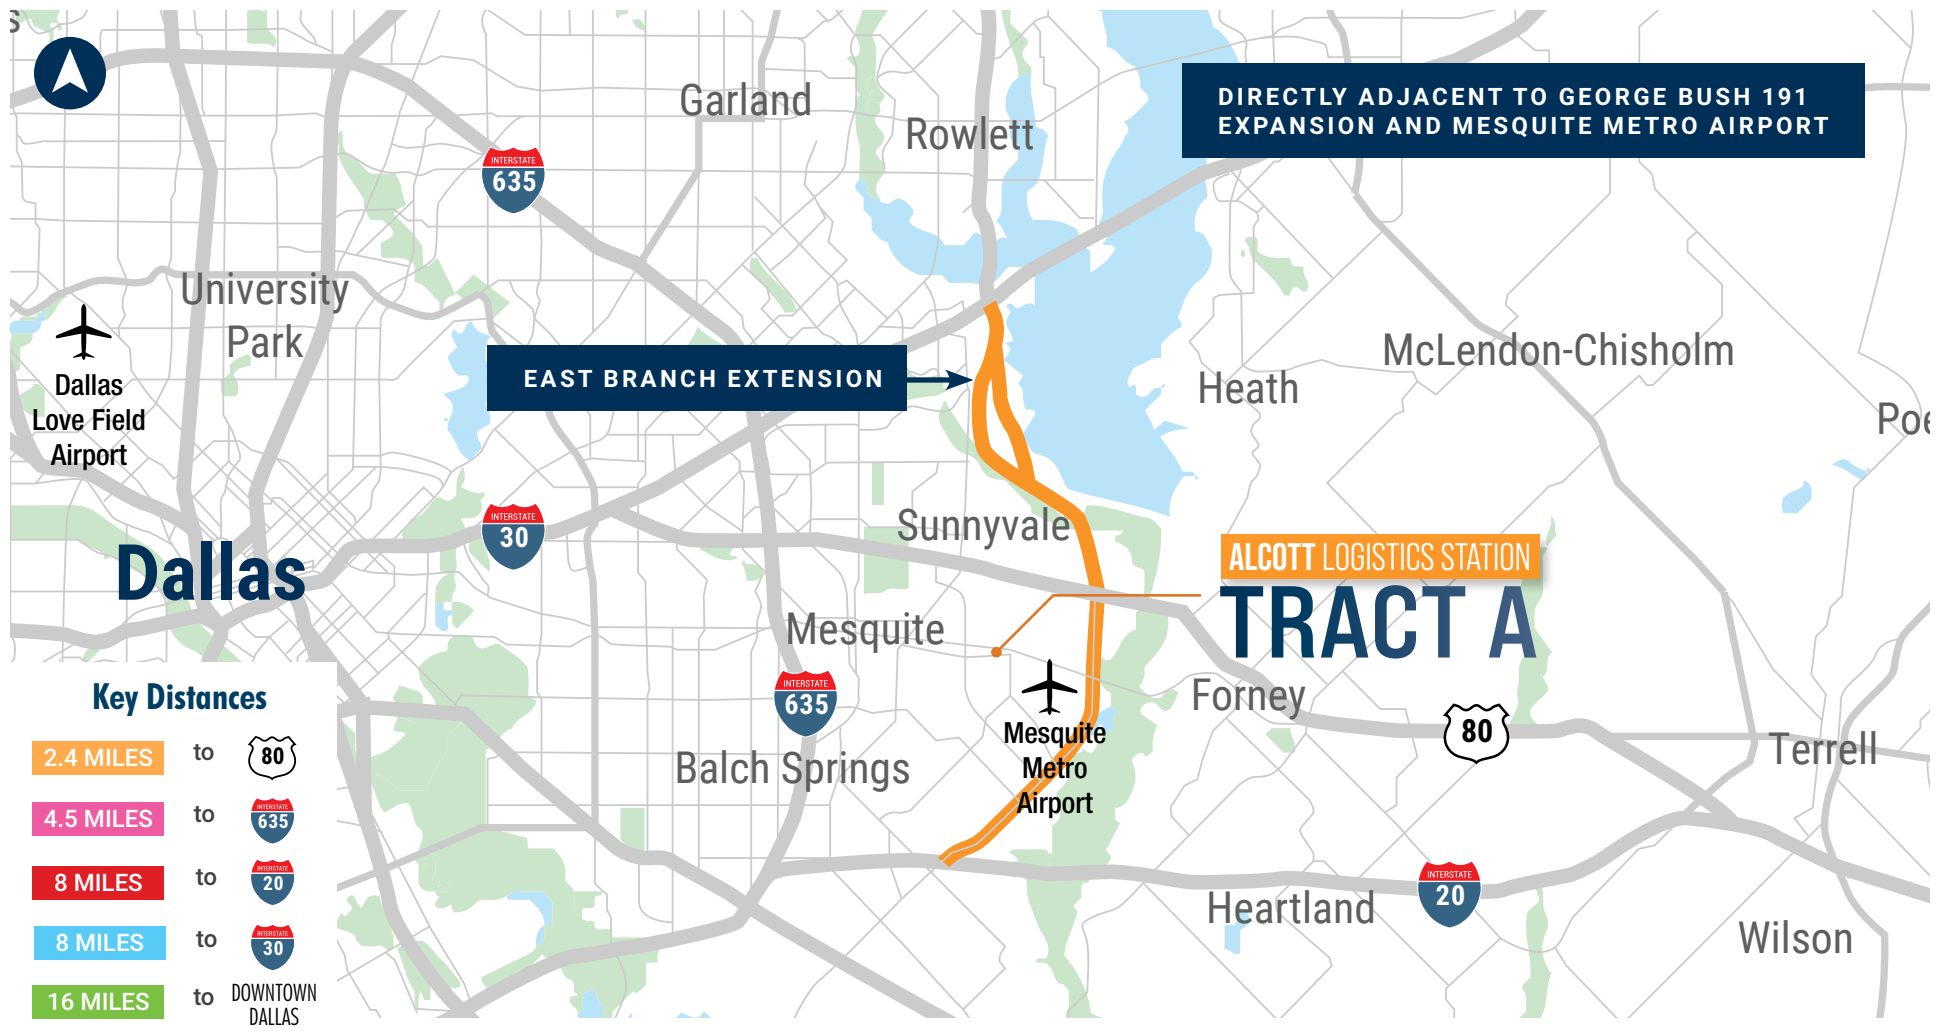 s
Garland
Rowlett
DIRECTLY ADJACENT TO GEORGE BUSH 191
EXPANSION AND MESQUITE METRO AIRPORT
INTERSTATE
635
University
Park
Dallas
Love Field
Airport
EAST BRANCH EXTENSION
McLendon-Chisholm
Heath
Poe
INTERSTATE
30
Sunnyvale
Dallas
ALCOTT LOGISTICS STATION
TRACT A
Mesquite
INTERSTATE
635
Mesquite
Metro
Airport
Forney
80
Terrell
Balch Springs
Heartland
INTERSTATE
20
Wilson
Key Distances
2.4 MILES to 80
4.5 MILES to INTERSTATE 635
8 MILES to INTERSTATE 20
8 MILES to INTERSTATE 30
16 MILES to DOWNTOWN
DALLAS